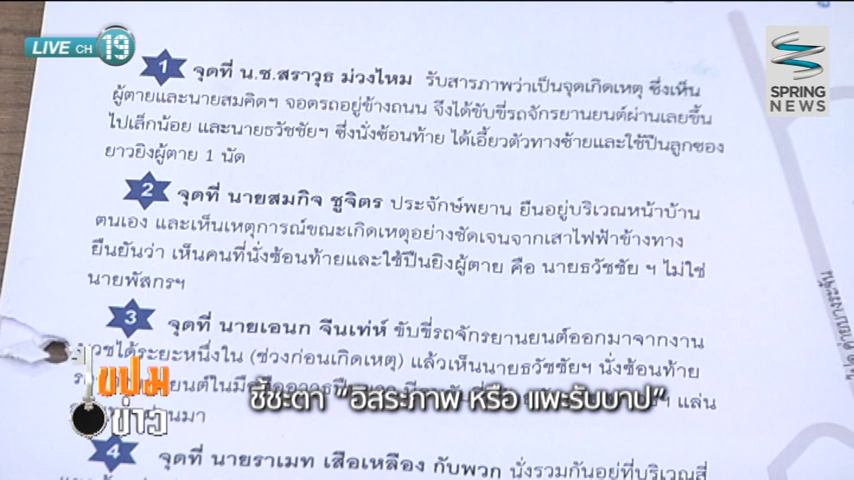 LIVE CH 19
SPRING
NEWS
1 จุดที่ น.ช.สราวุธ ม่วงไหม รับสารภาพว่าเป็นจุดเกิดเหตุ ซึ่งเห็น
ผู้ตายและนายสมคิดฯ จอดรถอยู่ข้างถนน จึงได้ขับขี่รถจักรยานยนต์ผ่านเลยขึ้น
ไปเล็กน้อย และนายธวัชชัยฯ ซึ่งนั่งซ้อนท้าย ได้เอี้ยวตัวทางซ้ายและใช้ปืนลูกซอง
ยาวยิงผู้ตาย 1 นัด
2 จุดที่ นายสมกิจ ชูจิตร ประจักษ์พยาน ยืนอยู่บริเวณหน้าบ้าน
ตนเอง และเห็นเหตุการณ์ขณะเกิดเหตุอย่างชัดเจนจากเสาไฟฟ้าข้างทาง
ยืนยันว่า เห็นคนที่นั่งซ้อนท้ายและใช้ปืนยิงผู้ตาย คือ นายธวัชชัย ฯ ไม่ใช่
นายพัสกรฯ
3 จุดที่ นายเอนก จีนเท่ห์ ขับขี่รถจักรยานยนต์ออกมาจากงาน
บวชได้ระยะหนึ่งใน (ช่วงก่อนเกิดเหตุ) แล้วเห็นนายธวัชชัยฯ นั่งซ้อนท้าย
ยนต์ในมือ
ฯ แล่น
มา
ไขปม
ข่าว
ชี้ชะตา "อิสระภาพ หรือ แพะรับบาป"
4 จุดที่ นายราเมท เสือเหลือง กับพวก นั่งรวมกันอยู่ที่บริเวณสี่